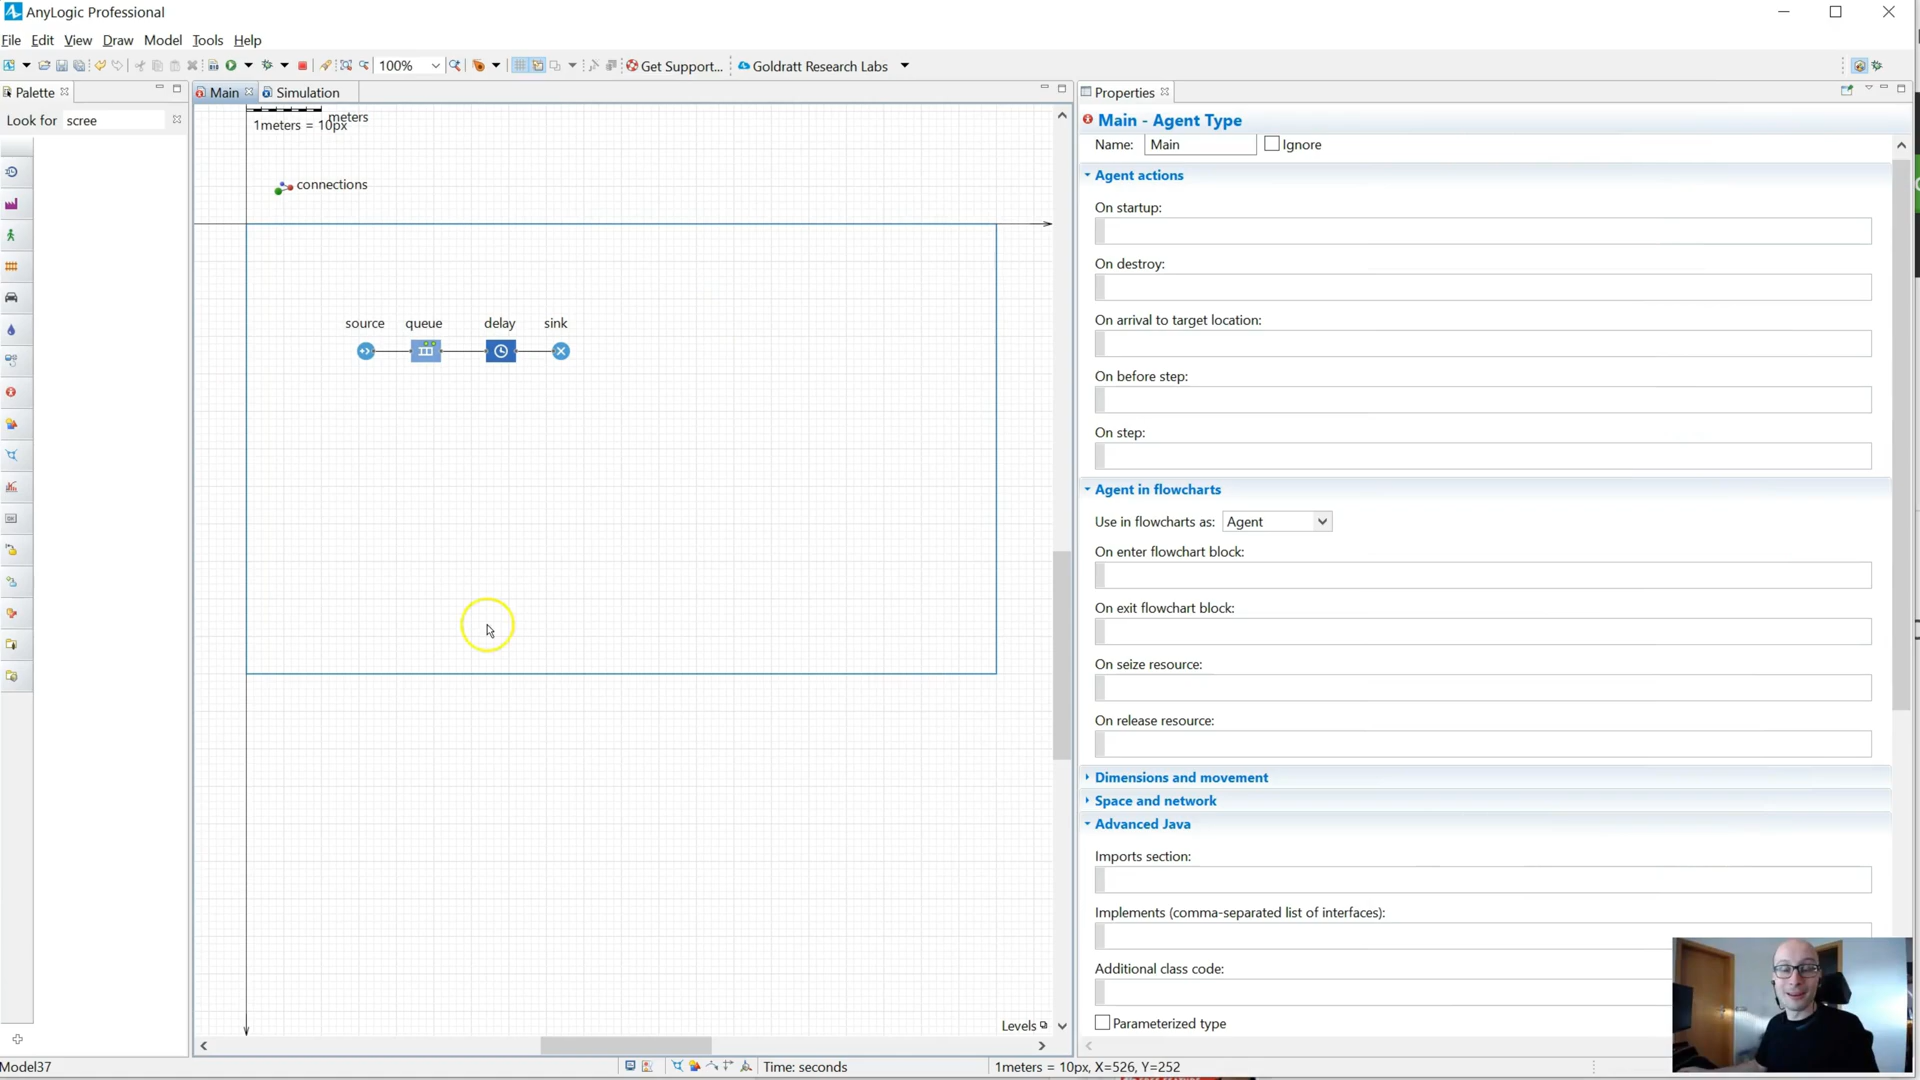 AnyLogic Professional
File Edit View Draw Model Tools Help
100% Get Support... Goldratt Research Labs
Palette
Look for scree
Main Simulation
meters
1meters = 10px
connections
source queue delay sink
Levels
Properties
Main - Agent Type
Name: Main Ignore
Agent actions
On startup:
On destroy:
On arrival to target location:
On before step:
On step:
Agent in flowcharts
Use in flowcharts as: Agent
On enter flowchart block:
On exit flowchart block:
On seize resource:
On release resource:
Dimensions and movement
Space and network
Advanced Java
Imports section:
Implements (comma-separated list of interfaces):
Additional class code:
Parameterized type
Model37 Time: seconds 1meters = 10px, X=526, Y=252